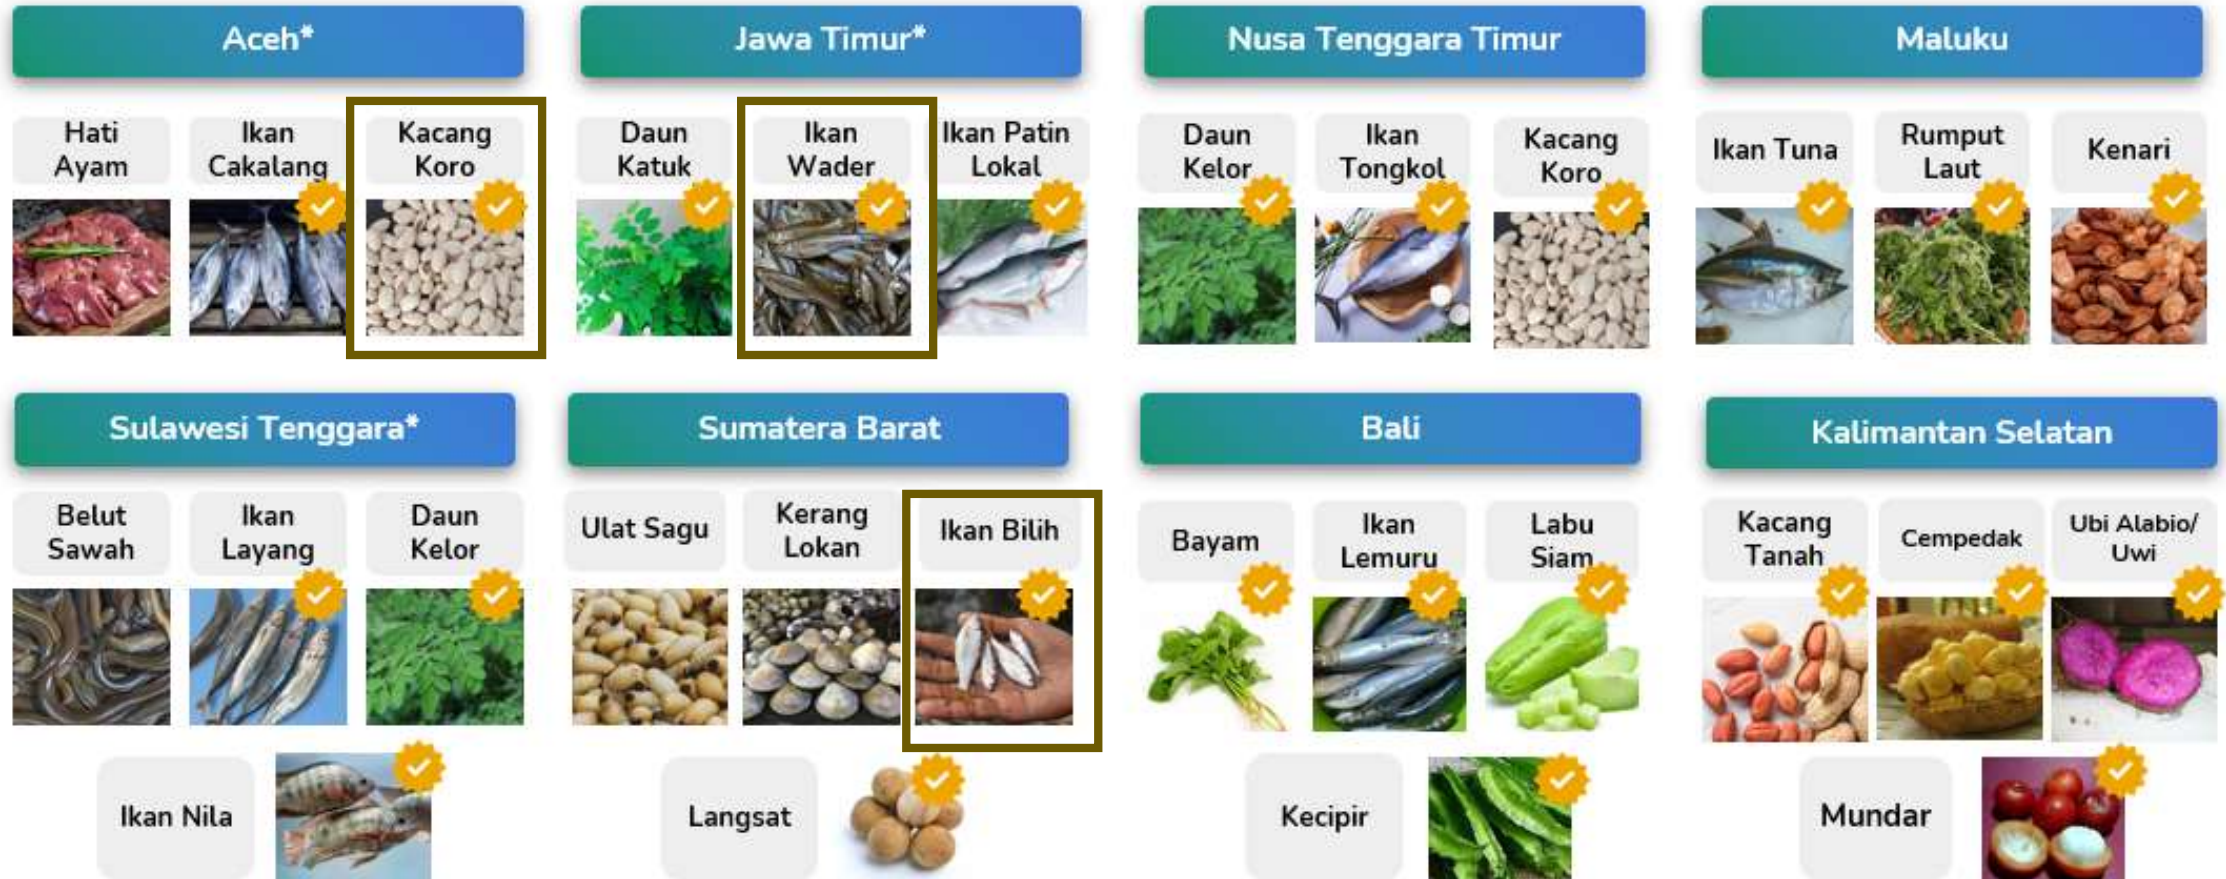 Aceh*
Hati
Ayam
Ikan
Cakalang
Kacang
Koro
Jawa Timur*
Daun
Katuk
Ikan
Wader
Ikan Patin
Lokal
Nusa Tenggara Timur
Daun
Kelor
Ikan
Tongkol
Kacang
Koro
Maluku
Ikan Tuna
Rumput
Laut
Kenari
Sulawesi Tenggara*
Belut
Sawah
Ikan
Layang
Daun
Kelor
Ikan Nila
Sumatera Barat
Ulat Sagu
Kerang
Lokan
Ikan Bilih
Langsat
Bali
Bayam
Ikan
Lemuru
Labu
Siam
Kecipir
Kalimantan Selatan
Kacang
Tanah
Cempedak
Ubi Alabio/
Uwi
Mundar